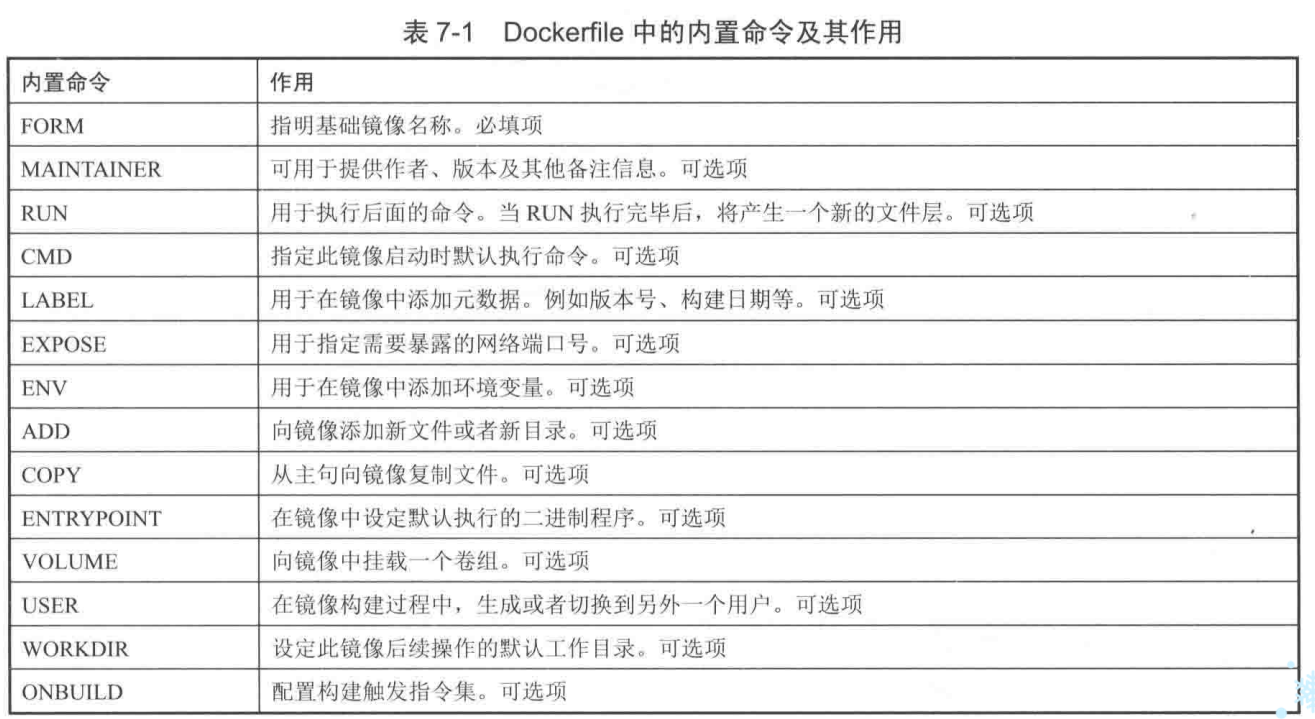 表 7-1 Dockerfile 中的内置命令及其作用
内置命令 作用
FORM 指明基础镜像名称。必填项
MAINTAINER 可用于提供作者、版本及其他备注信息。可选项
RUN 用于执行后面的命令。当 RUN 执行完毕后，将产生一个新的文件层。可选项
CMD 指定此镜像启动时默认执行命令。可选项
LABEL 用于在镜像中添加元数据。例如版本号、构建日期等。可选项
EXPOSE 用于指定需要暴露的网络端口号。可选项
ENV 用于在镜像中添加环境变量。可选项
ADD 向镜像添加新文件或者新目录。可选项
COPY 从主句向镜像复制文件。可选项
ENTRYPOINT 在镜像中设定默认执行的二进制程序。可选项
VOLUME 向镜像中挂载一个卷组。可选项
USER 在镜像构建过程中，生成或者切换到另外一个用户。可选项
WORKDIR 设定此镜像后续操作的默认工作目录。可选项
ONBUILD 配置构建触发指令集。可选项